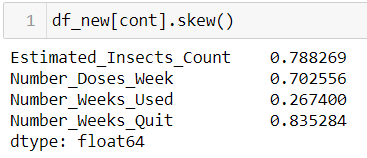 1 df_new[cont].skew()
Estimated_Insects_Count 0.788269
Number_Doses_Week 0.702556
Number_Weeks_Used 0.267400
Number_Weeks_Quit 0.835284
dtype: float64